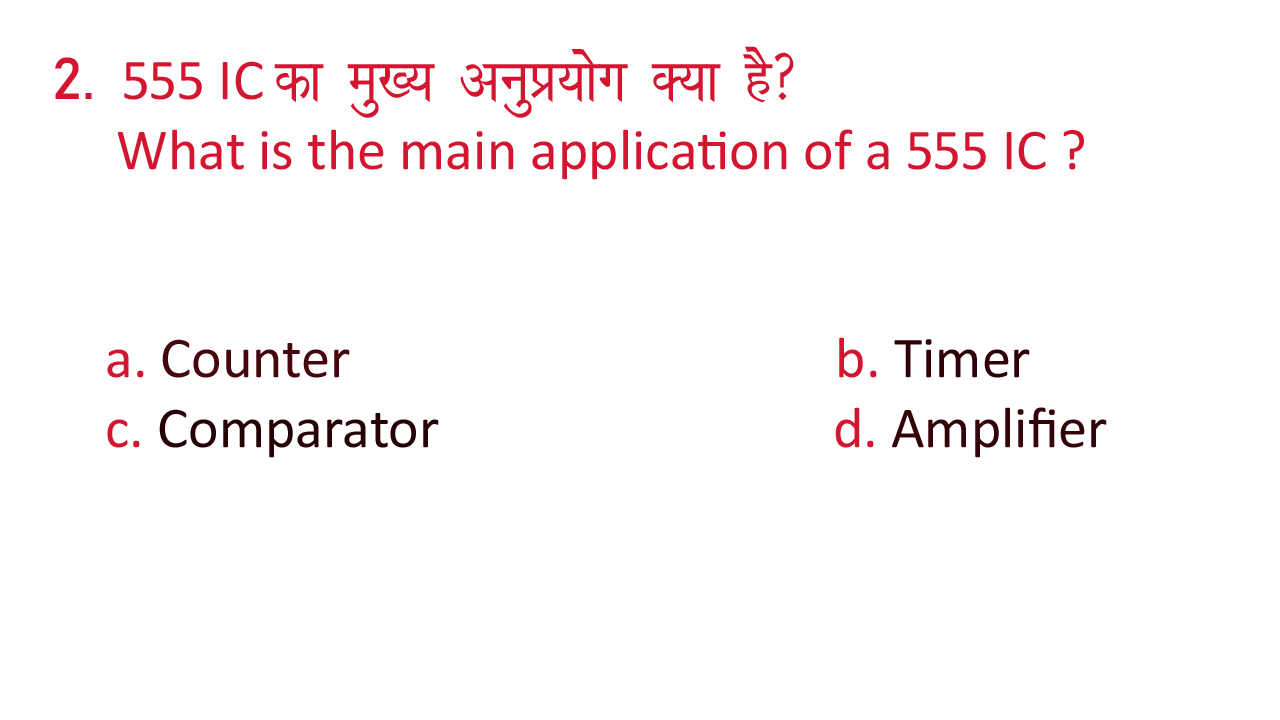 2. 555 IC का मुख्य अनुप्रयोग क्या है?
What is the main application of a 555 IC ?
a. Counter b. Timer
c. Comparator d. Amplifier